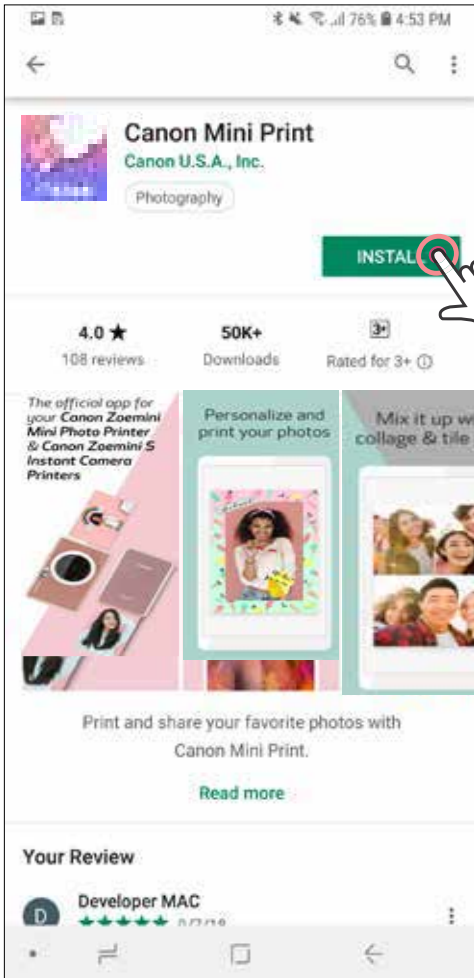 76% 4:53 PM
Canon Mini Print
Canon U.S.A., Inc.
Photography
INSTALL
4.0 ★
108 reviews
50K+
Downloads
3+
Rated for 3+
The official app for
your Canon Zoemini
Mini Photo Printer
& Canon Zoemini S
Instant Camera
Printers
Personalize and
print your photos
Mix it up
collage & tile
Print and share your favorite photos with
Canon Mini Print.
Read more
Your Review
D
Developer MAC